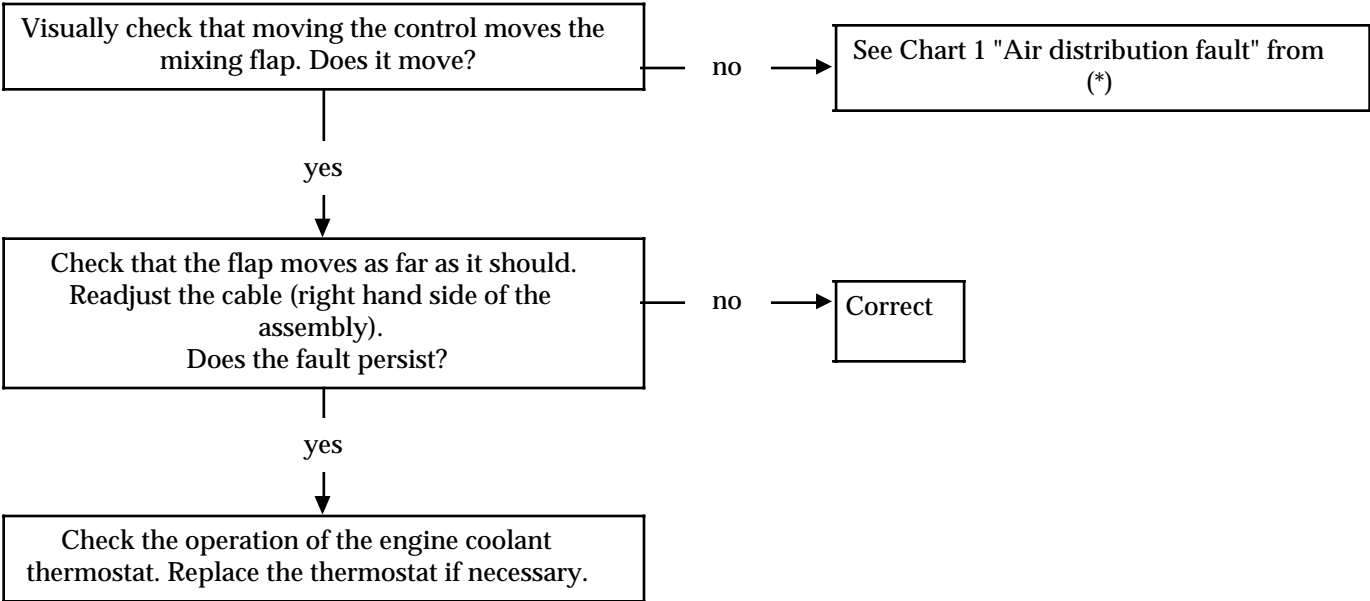 Visually check that moving the control moves the
mixing flap. Does it move?
no
See Chart 1 "Air distribution fault" from
(*)
yes
Check that the flap moves as far as it should.
Readjust the cable (right hand side of the
assembly).
Does the fault persist?
no
Correct
yes
Check the operation of the engine coolant
thermostat. Replace the thermostat if necessary.